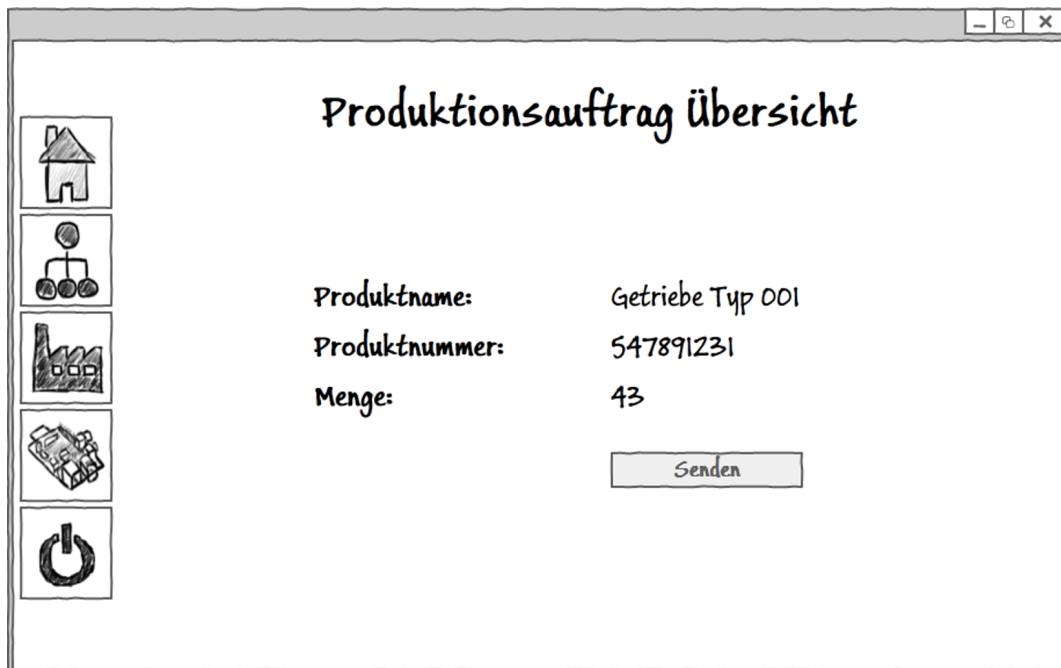 Produktionsauftrag Übersicht
Produktname: Getriebe Typ 001
Produktnummer: 547891231
Menge: 43
Senden